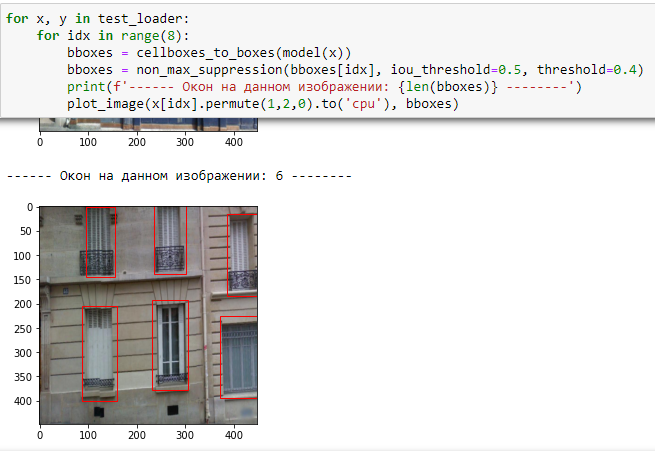 for x, y in test_loader:
    for idx in range(8):
        bboxes = cellboxes_to_boxes(model(x))
        bboxes = non_max_suppression(bboxes[idx], iou_threshold=0.5, threshold=0.4)
        print(f'------ Окон на данном изображении: {len(bboxes)} --------')
        plot_image(x[idx].permute(1,2,0).to('cpu'), bboxes)
0 100 200 300 400
------ Окон на данном изображении: 6 --------
0
50
100
150
200
250
300
350
400
0 100 200 300 400